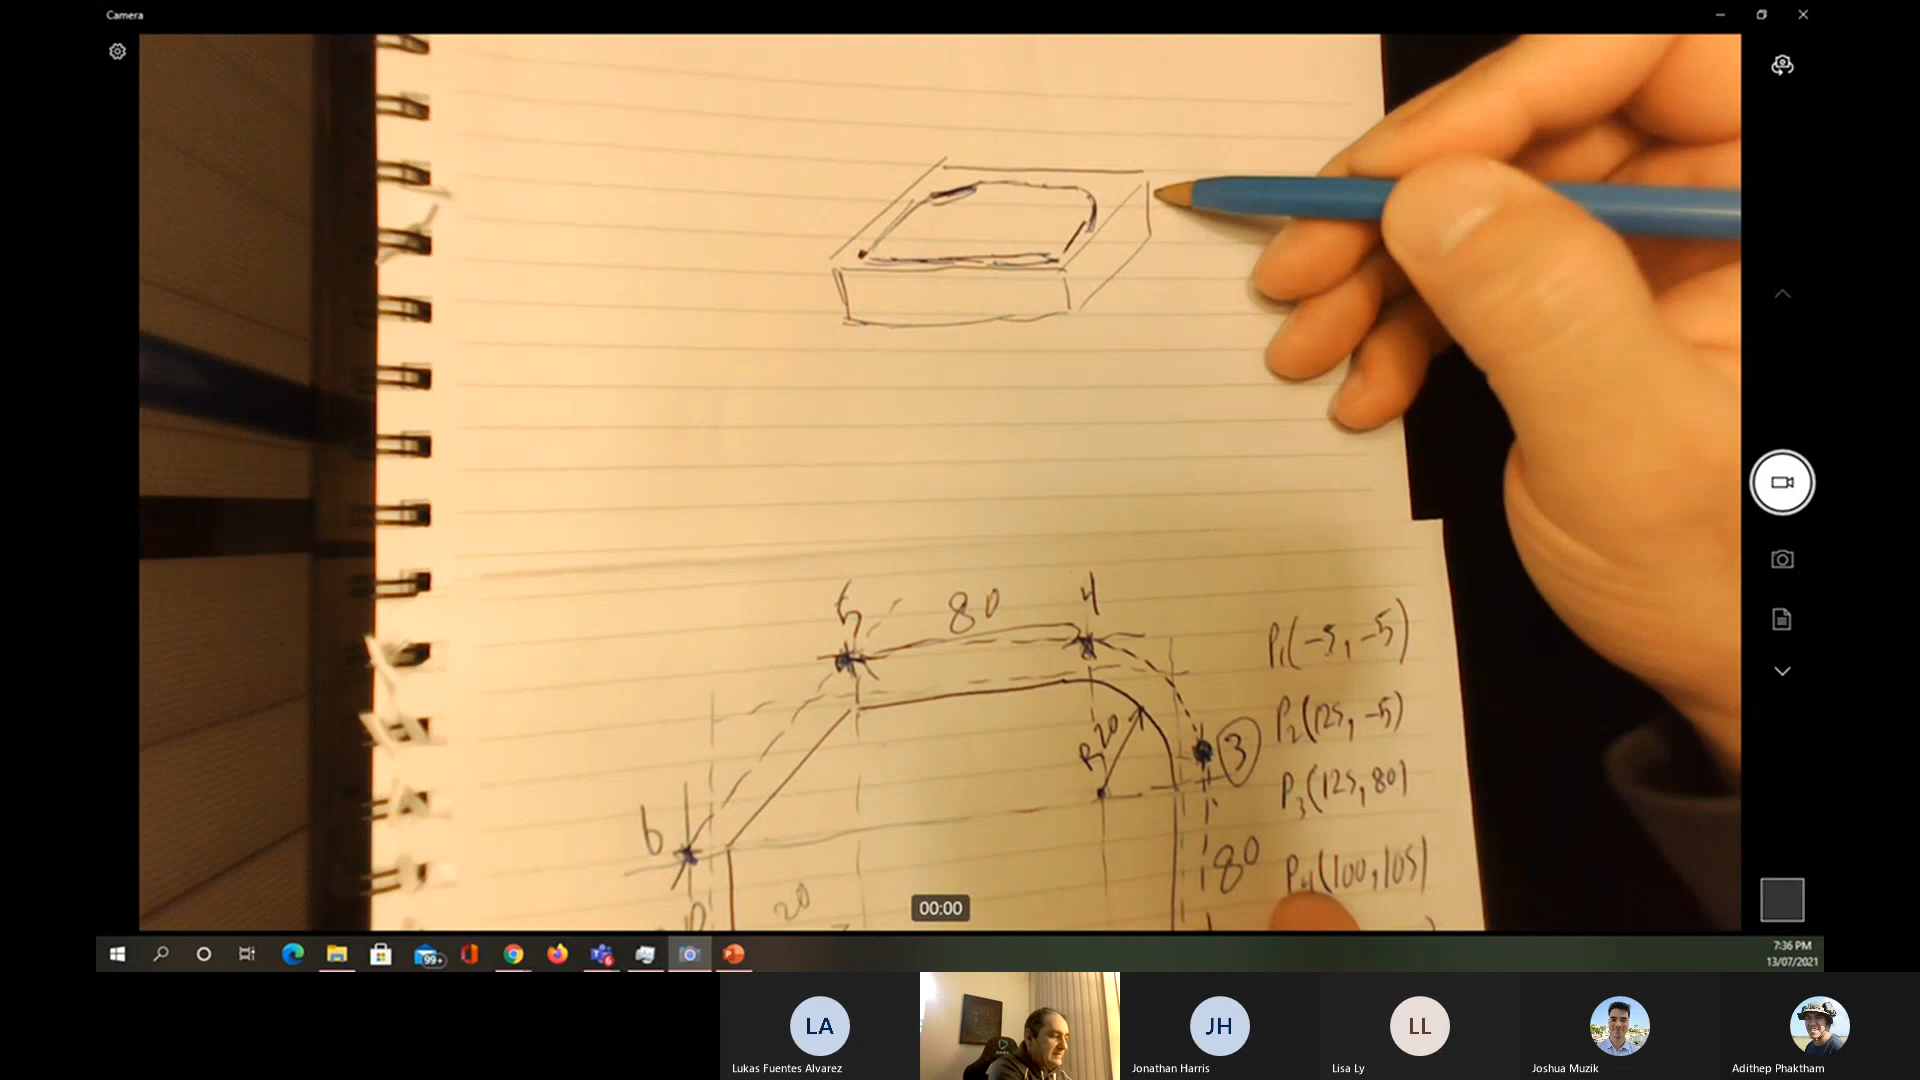 Camera
5 80 4
P1(-5, -5)
P2(125, -5)
R20 3
P3(125, 80)
6
80
P4(100, 105)
20
00:00
99+
7:36 PM
13/07/2021
LA
JH
LL
Lukas Fuentes Alvarez
Jonathan Harris
Lisa Ly
Joshua Muzik
Adithep Phaktham